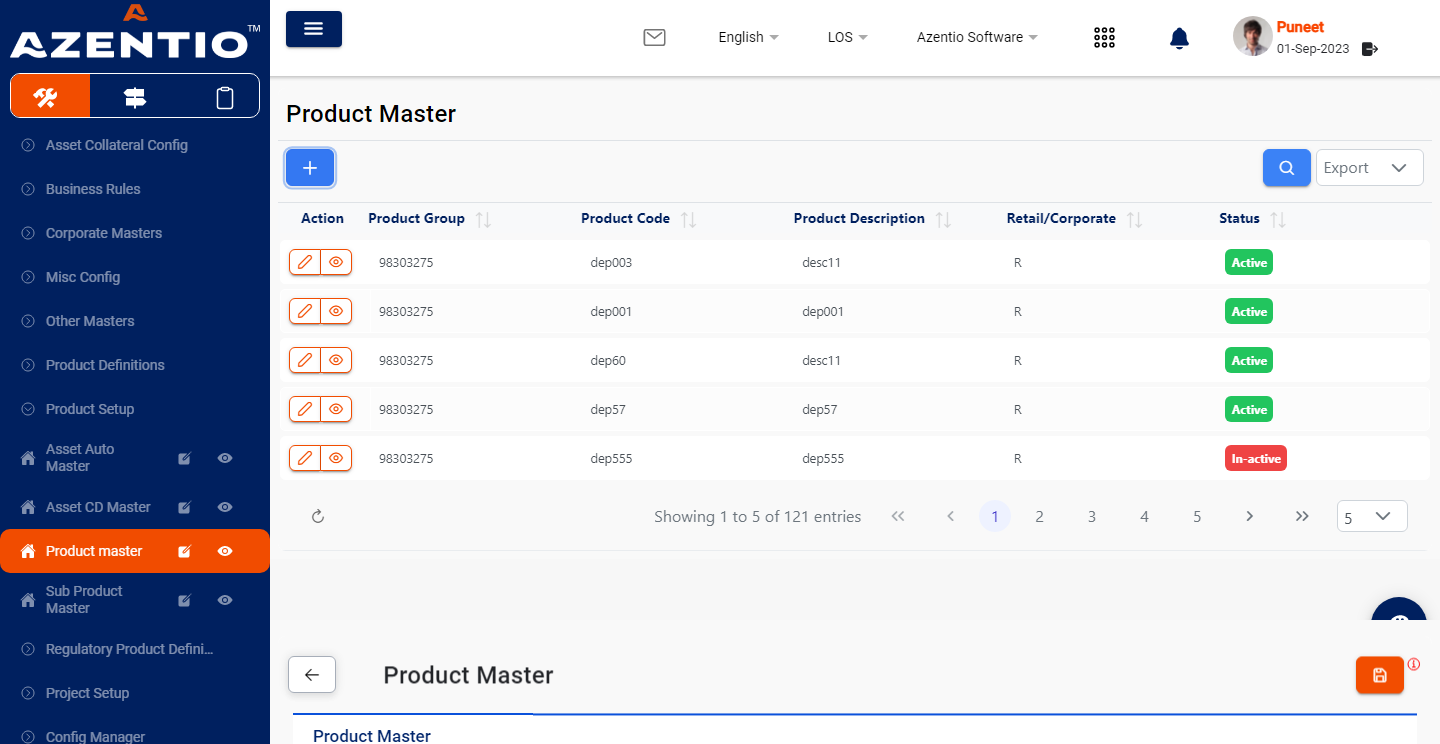 AZENTIO™
English
LOS
Azentio Software
Puneet
01-Sep-2023
Asset Collateral Config
Business Rules
Corporate Masters
Misc Config
Other Masters
Product Definitions
Product Setup
Asset Auto
Master
Asset CD Master
Product master
Sub Product
Master
Regulatory Product Defini...
Project Setup
Config Manager
Product Master
Export
Action Product Group Product Code Product Description Retail/Corporate Status
98303275 dep003 desc11 R Active
98303275 dep001 dep001 R Active
98303275 dep60 desc11 R Active
98303275 dep57 dep57 R Active
98303275 dep555 dep555 R In-active
Showing 1 to 5 of 121 entries 1 2 3 4 5 5
Product Master
Product Master